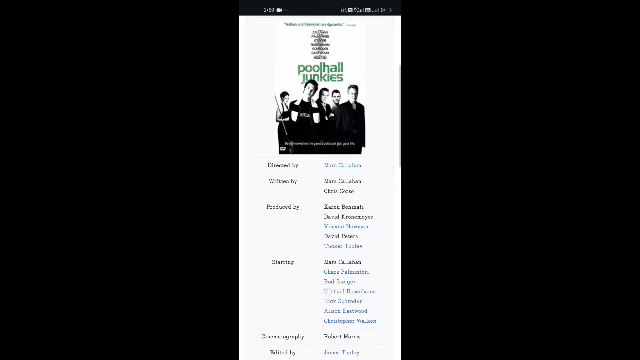 poolhall
junkies
Directed by Mars Callahan
Written by Mars Callahan
Chris Corso
Produced by Karen Beninati
David Kronemeyer
Vincent Newman
David Peters
Tucker Tooley
Starring Mars Callahan
Chazz Palminteri
Rod Steiger
Michael Rosenbaum
Rick Schroder
Alison Eastwood
Christopher Walken
Cinematography Robert Morris
Edited by James Tooley